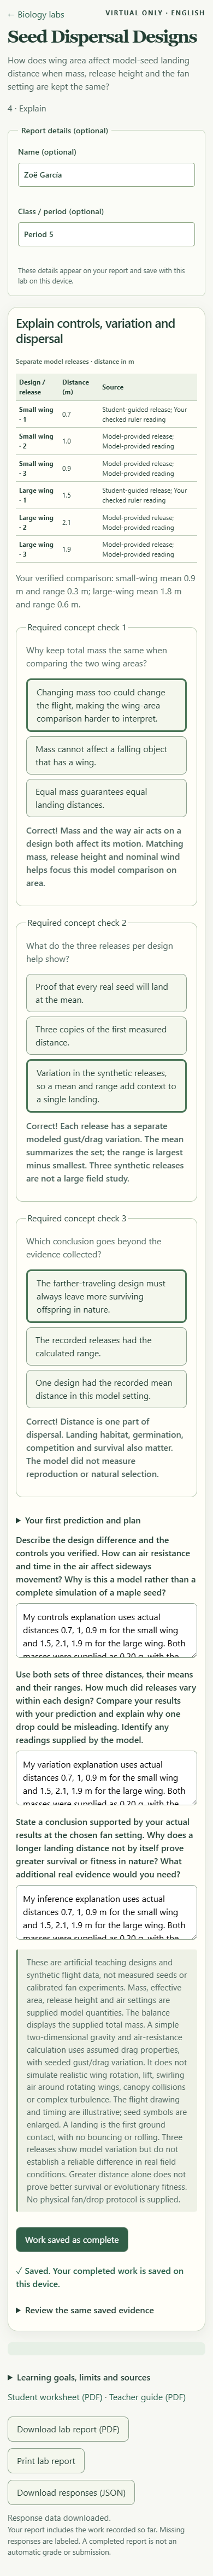 ← Biology labs
VIRTUAL ONLY · ENGLISH
Seed Dispersal Designs
How does wing area affect model-seed landing
distance when mass, release height and the fan
setting are kept the same?
4 · Explain
Report details (optional)
Name (optional)
Zoë García
Class / period (optional)
Period 5
These details appear on your report and save with this
lab on this device.
Explain controls, variation and
dispersal
Separate model releases · distance in m
Design / release Distance (m) Source
Small wing · 1 0.7 Student-guided release; Your checked ruler reading
Small wing · 2 1.0 Model-provided release; Model-provided reading
Small wing · 3 0.9 Model-provided release; Model-provided reading
Large wing · 1 1.5 Student-guided release; Your checked ruler reading
Large wing · 2 2.1 Model-provided release; Model-provided reading
Large wing · 3 1.9 Model-provided release; Model-provided reading
Your verified comparison: small-wing mean 0.9
m and range 0.3 m; large-wing mean 1.8 m
and range 0.6 m.
Required concept check 1
Why keep total mass the same when
comparing the two wing areas?
Changing mass too could change
the flight, making the wing-area
comparison harder to interpret.
Mass cannot affect a falling object
that has a wing.
Equal mass guarantees equal
landing distances.
Correct! Mass and the way air acts on a
design both affect its motion. Matching
mass, release height and nominal wind
helps focus this model comparison on
area.
Required concept check 2
What do the three releases per design
help show?
Proof that every real seed will land
at the mean.
Three copies of the first measured
distance.
Variation in the synthetic releases,
so a mean and range add context to
a single landing.
Correct! Each release has a separate
modeled gust/drag variation. The mean
summarizes the set; the range is largest
minus smallest. Three synthetic releases
are not a large field study.
Required concept check 3
Which conclusion goes beyond the
evidence collected?
The farther-traveling design must
always leave more surviving
offspring in nature.
The recorded releases had the
calculated range.
One design had the recorded mean
distance in this model setting.
Correct! Distance is one part of
dispersal. Landing habitat, germination,
competition and survival also matter.
The model did not measure
reproduction or natural selection.
▶ Your first prediction and plan
Describe the design difference and the
controls you verified. How can air resistance
and time in the air affect sideways
movement? Why is this a model rather than a
complete simulation of a maple seed?
My controls explanation uses actual
distances 0.7, 1, 0.9 m for the small wing
and 1.5, 2.1, 1.9 m for the large wing. Both
masses were supplied as 0.20 g, with the
Use both sets of three distances, their means
and their ranges. How much did releases vary
within each design? Compare your results
with your prediction and explain why one
drop could be misleading. Identify any
readings supplied by the model.
My variation explanation uses actual
distances 0.7, 1, 0.9 m for the small wing
and 1.5, 2.1, 1.9 m for the large wing. Both
masses were supplied as 0.20 g, with the
State a conclusion supported by your actual
results at the chosen fan setting. Why does a
longer landing distance not by itself prove
greater survival or fitness in nature? What
additional real evidence would you need?
My inference explanation uses actual
distances 0.7, 1, 0.9 m for the small wing
and 1.5, 2.1, 1.9 m for the large wing. Both
masses were supplied as 0.20 g, with the
These are artificial teaching designs and
synthetic flight data, not measured seeds or
calibrated fan experiments. Mass, effective
area, release height and air settings are
supplied model quantities. The balance
displays the supplied total mass. A simple
two-dimensional gravity and air-resistance
calculation uses assumed drag properties,
with seeded gust/drag variation. It does not
simulate realistic wing rotation, lift, swirling
air around rotating wings, canopy collisions
or complex turbulence. The flight drawing
and timing are illustrative; seed symbols are
enlarged. A landing is the first ground
contact, with no bouncing or rolling. Three
releases show model variation but do not
establish a reliable difference in real field
conditions. Greater distance alone does not
prove better survival or evolutionary fitness.
No physical fan/drop protocol is supplied.
Work saved as complete
✓ Saved. Your completed work is saved on
this device.
▶ Review the same saved evidence
▶ Learning goals, limits and sources
Student worksheet (PDF) · Teacher guide (PDF)
Download lab report (PDF)
Print lab report
Download responses (JSON)
Response data downloaded.
Your report includes the work recorded so far. Missing
responses are labeled. A completed report is not an
automatic grade or submission.